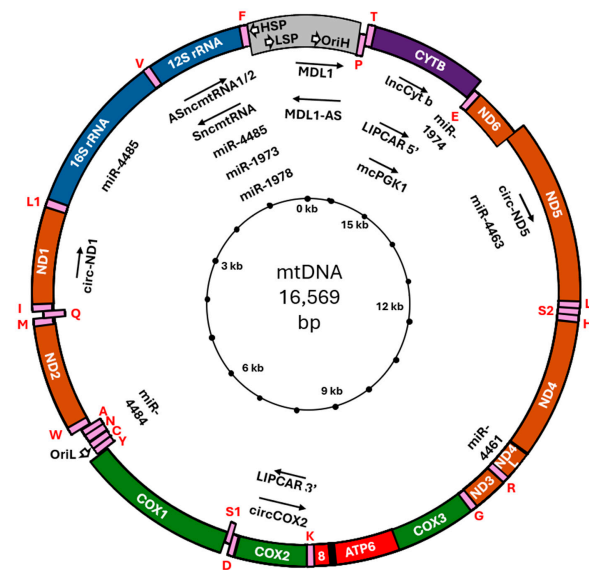 F
HSP
LSP
OriH
T
P
12S rRNA
V
CYTB
MDL1
lncCyt b
ASncmtRNA1/2
SncmtRNA
MDL1-AS
miR-
1974
E
ND6
16S rRNA
miR-4485
miR-4485
miR-1973
miR-1978
LIPCAR 5’
mcPGK1
ND5
circ-ND5
miR-4463
L1
ND1
circ-ND1
0 kb
15 kb
3 kb
mtDNA
16,569
bp
12 kb
6 kb
9 kb
I
Q
M
L
S2
H
ND2
ND4
miR-
4484
W
A
N
C
Y
OriL
miR-
4461
ND4
L
R
ND3
G
COX1
LIPCAR 3’
circCOX2
S1
D
COX2
K
8
ATP6
COX3